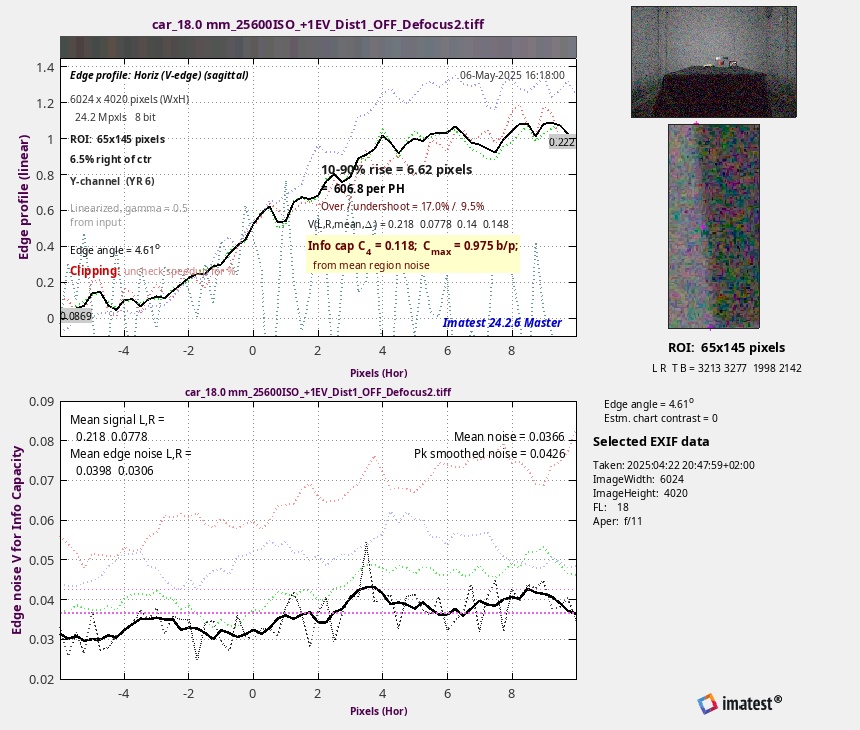 car_18.0 mm_25600ISO_+1EV_Dist1_OFF_Defocus2.tiff
Edge profile: Horiz (V-edge) (sagittal)
06-May-2025 16:18:00
6024 x 4020 pixels (WxH)
24.2 Mpxls 8 bit
ROI: 65x145 pixels
6.5% right of ctr
Y-channel (YR 6)
Linearized, gamma = 0.5
from input
Edge angle = 4.61o
Clipping:
0.0869
0.227
10-90% rise = 6.62 pixels
= 606.8 per PH
Over / undershoot = 17.0% / 9.5%
V(L,R,mean,△) = 0.218 0.0778 0.14 0.148
Info cap C4 = 0.118; Cmax = 0.975 b/p;
from mean region noise
Imatest 24.2.6 Master
Edge profile (linear)
1.4
1.2
1
0.8
0.6
0.4
0.2
0
-4 -2 0 2 4 6 8
Pixels (Hor)
car_18.0 mm_25600ISO_+1EV_Dist1_OFF_Defocus2.tiff
Mean signal L,R =
0.218 0.0778
Mean edge noise L,R =
0.0398 0.0306
Mean noise = 0.0366
Pk smoothed noise = 0.0426
Edge noise V for Info Capacity
0.09
0.08
0.07
0.06
0.05
0.04
0.03
0.02
-4 -2 0 2 4 6 8
Pixels (Hor)
ROI: 65x145 pixels
L R T B = 3213 3277 1998 2142
Edge angle = 4.61o
Estm. chart contrast = 0
Selected EXIF data
Taken: 2025:04:22 20:47:59+02:00
ImageWidth: 6024
ImageHeight: 4020
FL: 18
Aper: f/11
imatest®